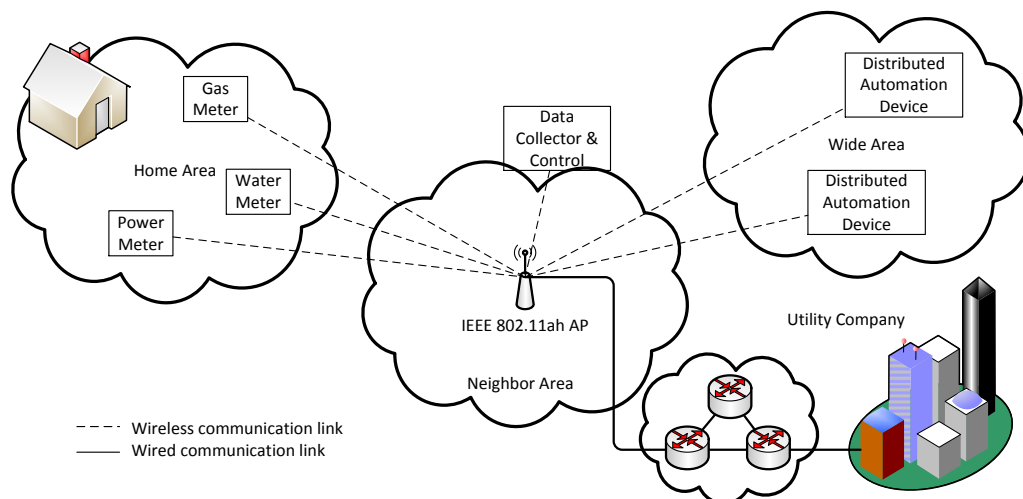 Gas
Meter
Home Area
Water
Meter
Power
Meter
Data
Collector &
Control
Distributed
Automation
Device
Wide Area
Distributed
Automation
Device
IEEE 802.11ah AP
Neighbor Area
Utility Company
Wireless communication link
Wired communication link